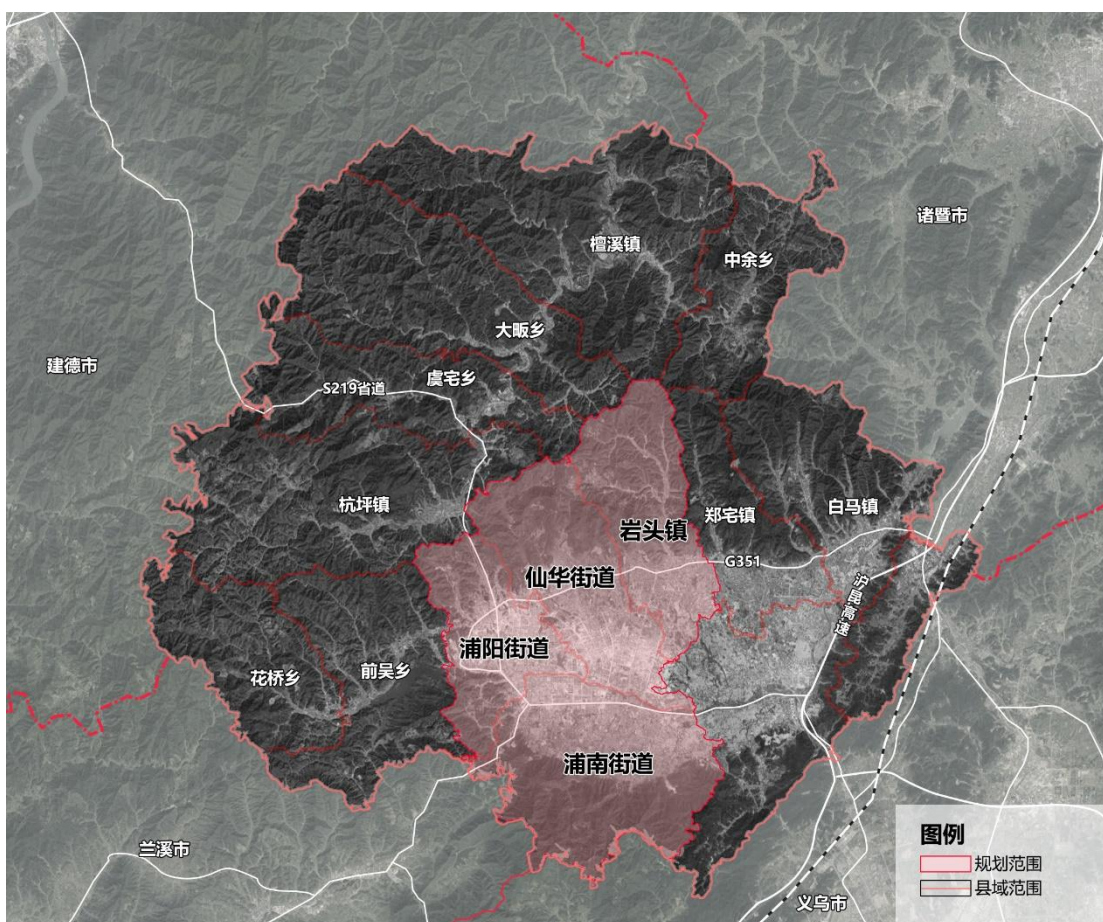 诸暨市
檀溪镇
中余乡
大畈乡
建德市
虞宅乡
S219省道
杭坪镇
岩头镇
郑宅镇
白马镇
G351
仙华街道
沪昆高速
浦阳街道
花桥乡
前吴乡
浦南街道
兰溪市
义乌市
图例
规划范围
县域范围